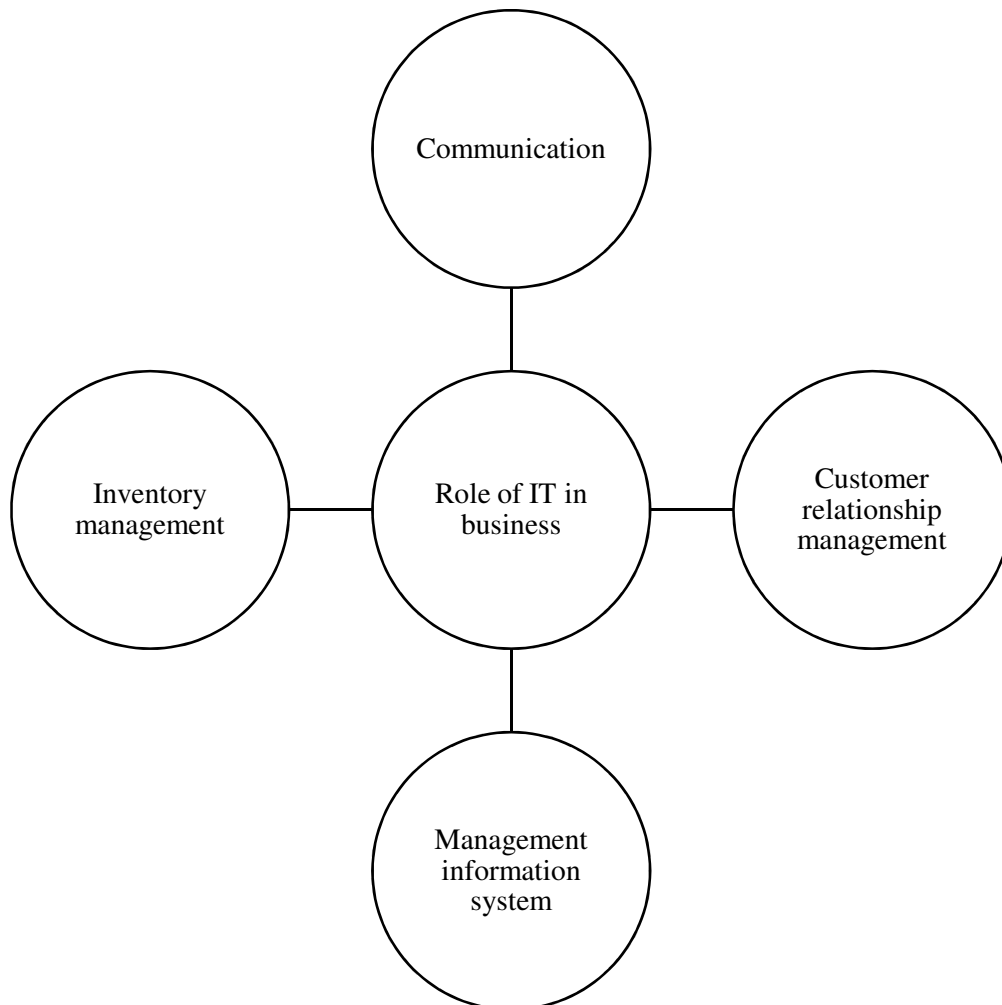 Communication
Inventory
management
Role of IT in
business
Customer
relationship
management
Management
information
system